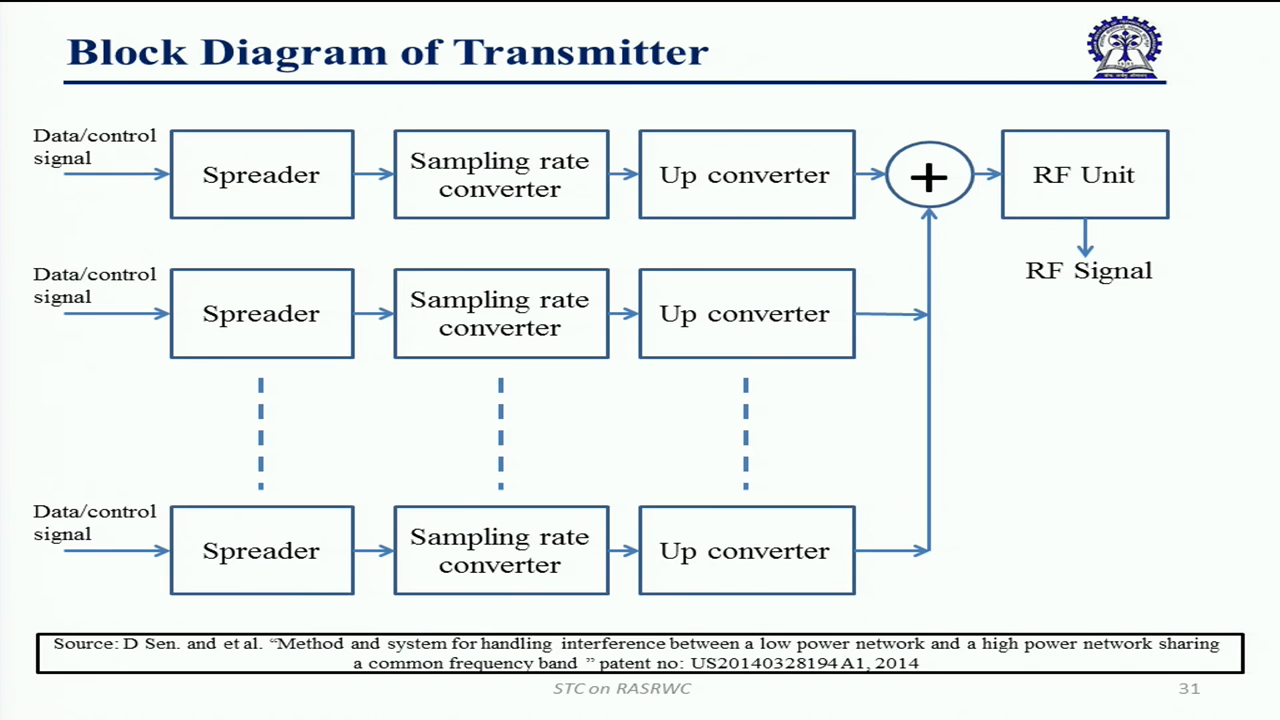 Block Diagram of Transmitter
Data/control
signal
Spreader
Sampling rate
converter
Up converter
+
RF Unit
RF Signal
Data/control
signal
Spreader
Sampling rate
converter
Up converter
Data/control
signal
Spreader
Sampling rate
converter
Up converter
Source: D Sen. and et al. “Method and system for handling interference between a low power network and a high power network sharing
a common frequency band ” patent no: US20140328194 A1, 2014
STC on RASRWC
31